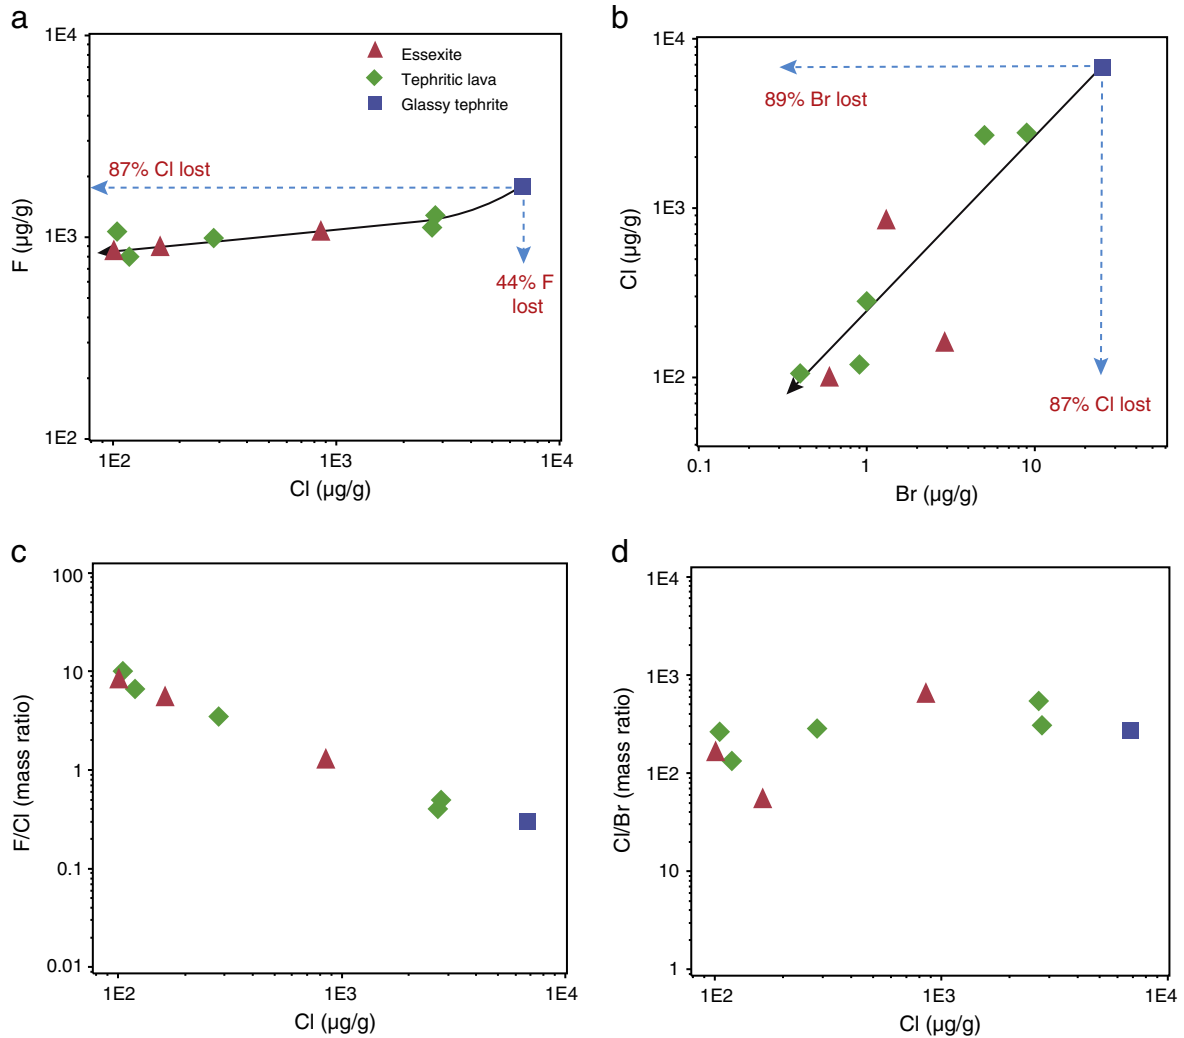 a
1E4
1E3
1E2
F (µg/g)
Essexite
Tephritic lava
Glassy tephrite
87% Cl lost
44% F
lost
1E2
1E3
1E4
Cl (µg/g)
b
1E4
1E3
1E2
Cl (µg/g)
89% Br lost
87% Cl lost
0.1
1
10
Br (µg/g)
c
100
10
1
0.1
0.01
F/Cl (mass ratio)
1E2
1E3
1E4
Cl (µg/g)
d
1E4
1E3
1E2
10
1
Cl/Br (mass ratio)
1E2
1E3
1E4
Cl (µg/g)